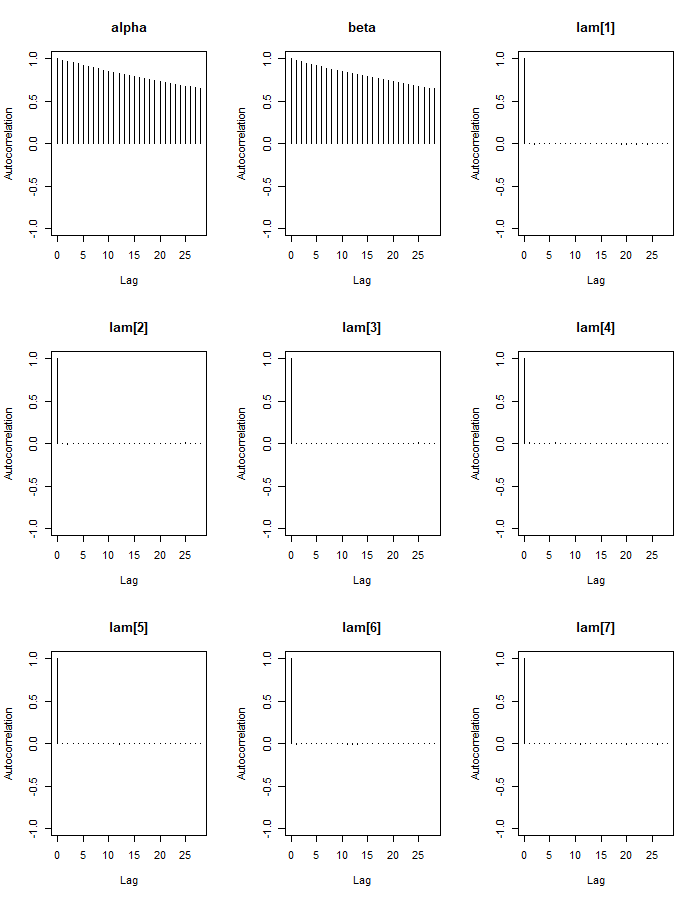 alpha beta lam[1]
Autocorrelation Autocorrelation Autocorrelation
1.0 1.0 1.0
0.5 0.5 0.5
0.0 0.0 0.0
-0.5 -0.5 -0.5
-1.0 -1.0 -1.0
0 5 10 15 20 25 0 5 10 15 20 25 0 5 10 15 20 25
Lag Lag Lag
lam[2] lam[3] lam[4]
Autocorrelation Autocorrelation Autocorrelation
1.0 1.0 1.0
0.5 0.5 0.5
0.0 0.0 0.0
-0.5 -0.5 -0.5
-1.0 -1.0 -1.0
0 5 10 15 20 25 0 5 10 15 20 25 0 5 10 15 20 25
Lag Lag Lag
lam[5] lam[6] lam[7]
Autocorrelation Autocorrelation Autocorrelation
1.0 1.0 1.0
0.5 0.5 0.5
0.0 0.0 0.0
-0.5 -0.5 -0.5
-1.0 -1.0 -1.0
0 5 10 15 20 25 0 5 10 15 20 25 0 5 10 15 20 25
Lag Lag Lag